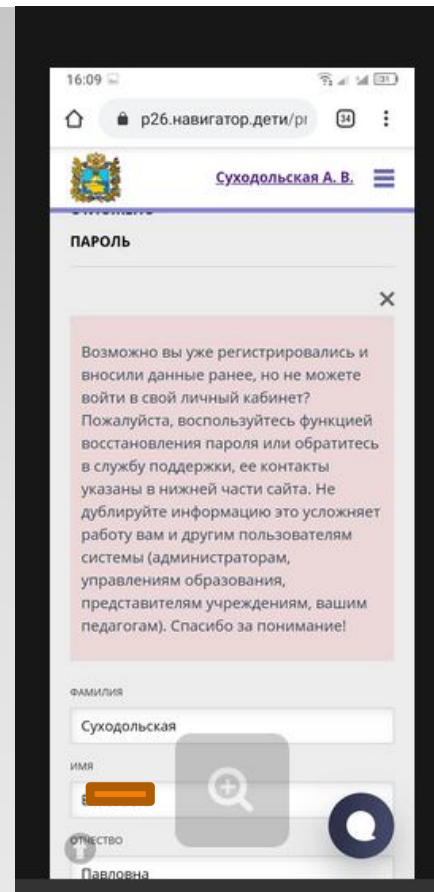 16:09
31
р26.навигатор.дети/pr
34
Суходольская А. В.
ПАРОЛЬ
Возможно вы уже регистрировались и
вносили данные ранее, но не можете
войти в свой личный кабинет?
Пожалуйста, воспользуйтесь функцией
восстановления пароля или обратитесь
в службу поддержки, ее контакты
указаны в нижней части сайта. Не
дублируйте информацию это усложняет
работу вам и другим пользователям
системы (администраторам,
управлениям образования,
представителям учреждениям, вашим
педагогам). Спасибо за понимание!
ФАМИЛИЯ
Суходольская
ИМЯ
ОТЧЕСТВО
Павловна